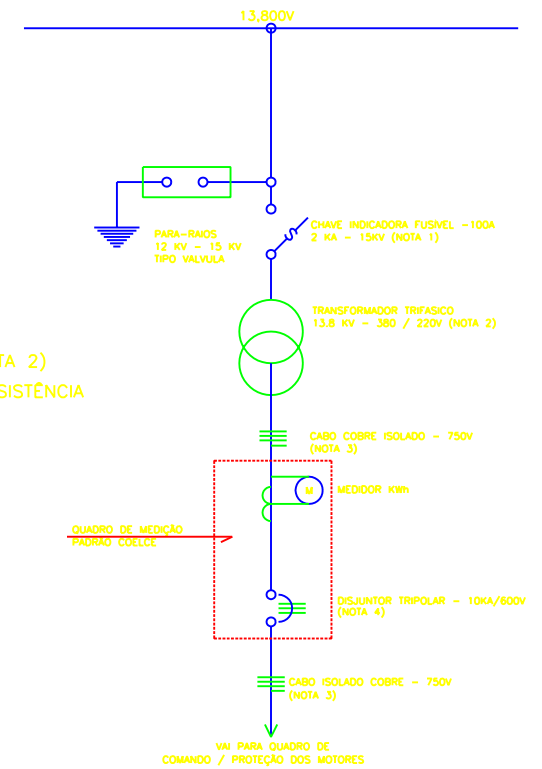 13.800V
PARA-RAIOS
12 KV - 15 KV
TIPO VALVULA
CHAVE INDICADORA FUSIVEL -100A
2 KA - 15KV (NOTA 1)
TRANSFORMADOR TRIFASICO
13.8 KV - 380 / 220V (NOTA 2)
TA 2)
SISTÊNCIA
CABO COBRE ISOLADO - 750V
(NOTA 3)
M
MEDIDOR KWh
QUADRO DE MEDIÇÃO
PADRÃO COELCE
DISJUNTOR TRIPOLAR - 10KA/600V
(NOTA 4)
CABO ISOLADO COBRE - 750V
(NOTA 3)
VAI PARA QUADRO DE
COMANDO / PROTEÇÃO DOS MOTORES